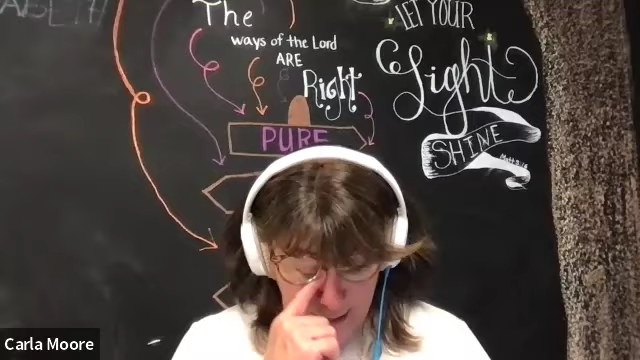 The
ways of the Lord
ARE
Right
PURE
LET YOUR
Light
SHINE
Carla Moore